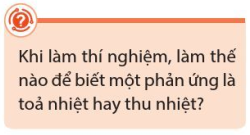 Khi làm thí nghiệm, làm thế
nào để biết một phản ứng là
toả nhiệt hay thu nhiệt?